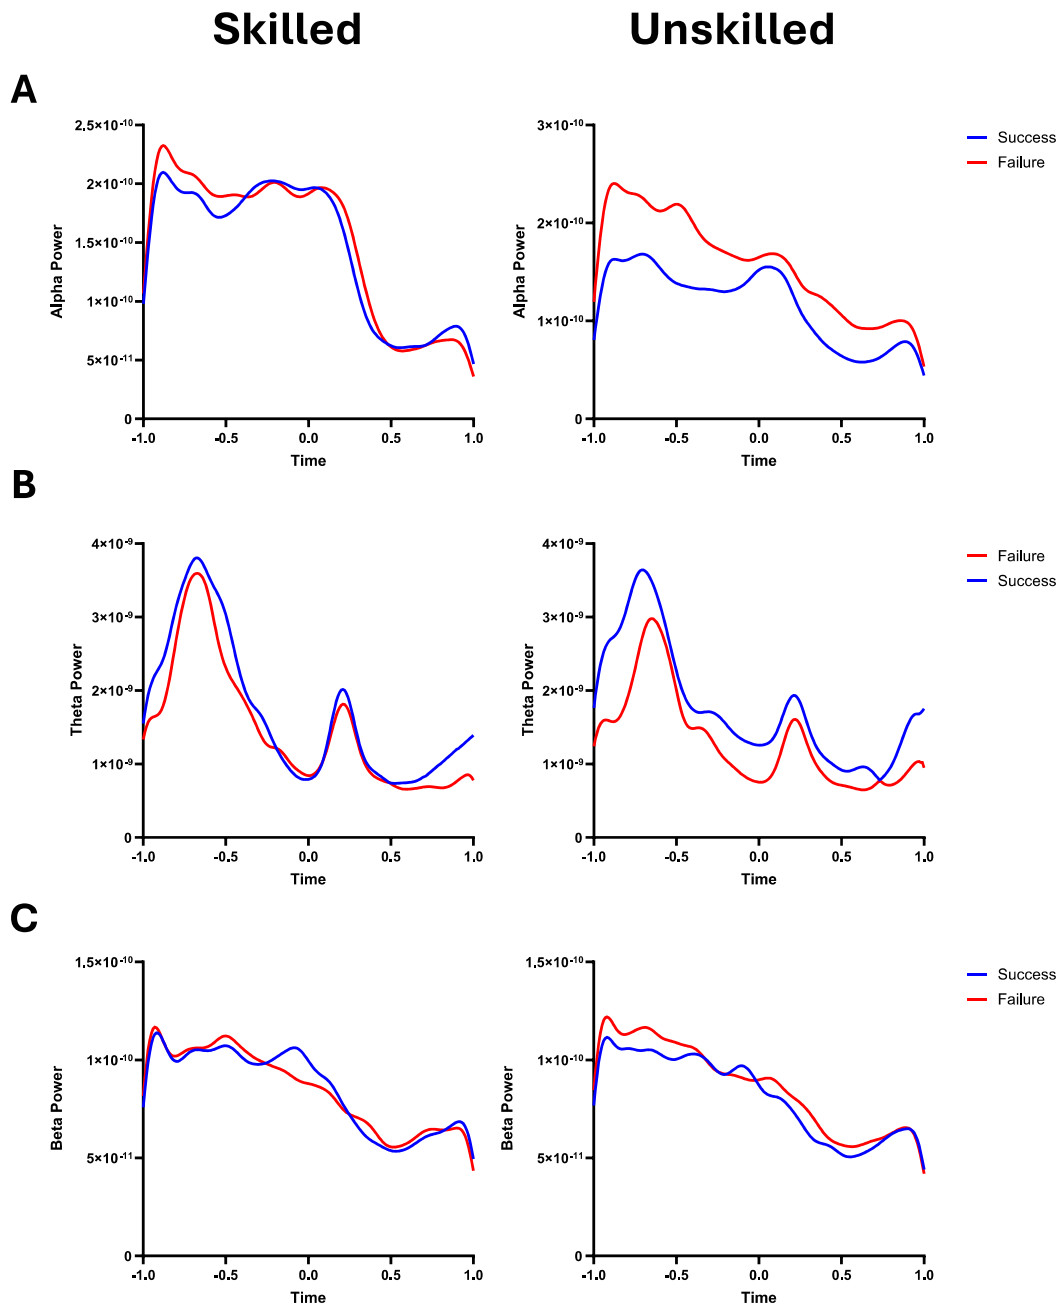 Skilled
Unskilled
A
2.5×10⁻¹⁰
2×10⁻¹⁰
1.5×10⁻¹⁰
1×10⁻¹⁰
5×10⁻¹¹
0
Alpha Power
-1.0
-0.5
0.0
0.5
1.0
Time
3×10⁻¹⁰
2×10⁻¹⁰
1×10⁻¹⁰
0
Alpha Power
-1.0
-0.5
0.0
0.5
1.0
Time
Success
Failure
B
4×10⁻⁹
3×10⁻⁹
2×10⁻⁹
1×10⁻⁹
0
Theta Power
-1.0
-0.5
0.0
0.5
1.0
Time
4×10⁻⁹
3×10⁻⁹
2×10⁻⁹
1×10⁻⁹
0
Theta Power
-1.0
-0.5
0.0
0.5
1.0
Time
Failure
Success
C
1.5×10⁻¹⁰
1×10⁻¹⁰
5×10⁻¹¹
0
Beta Power
-1.0
-0.5
0.0
0.5
1.0
Time
1.5×10⁻¹⁰
1×10⁻¹⁰
5×10⁻¹¹
0
Beta Power
-1.0
-0.5
0.0
0.5
1.0
Time
Success
Failure